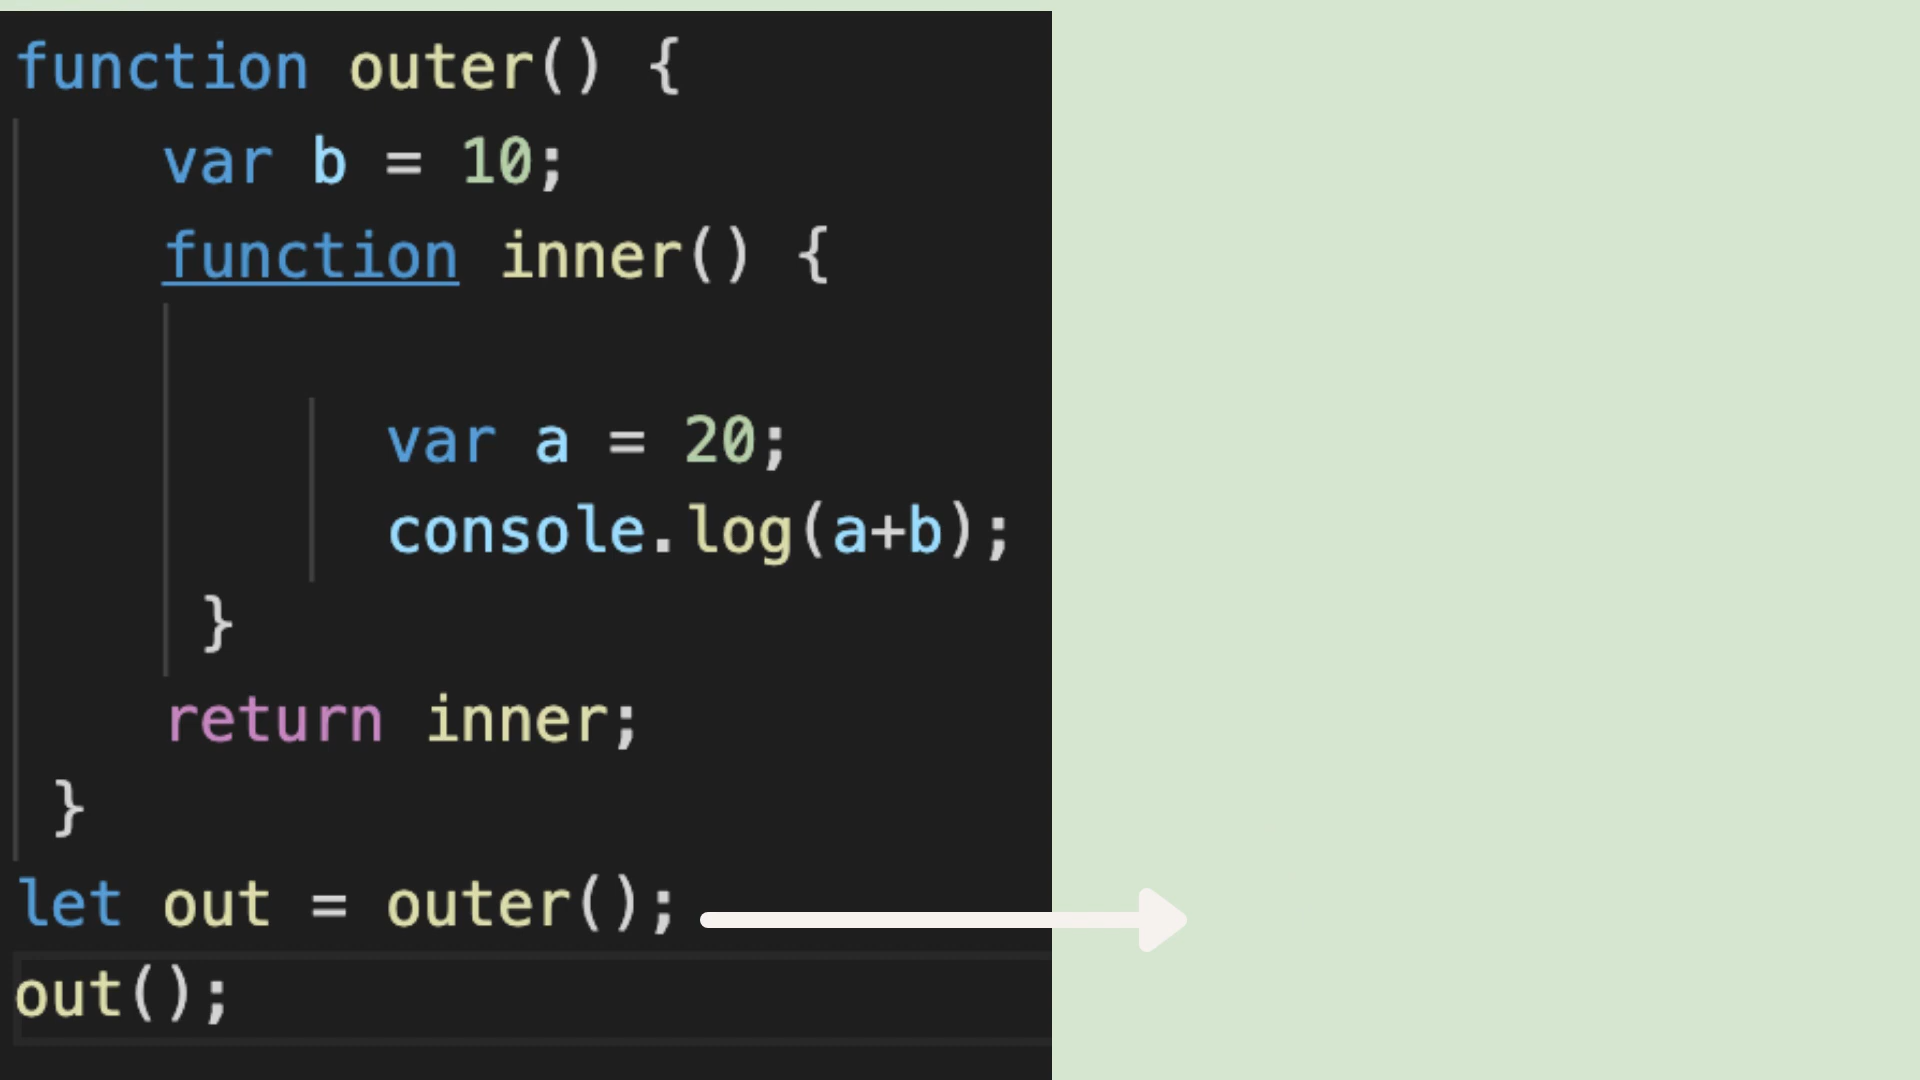 function outer() {
var b = 10;
function inner() {
var a = 20;
console.log(a+b);
}
return inner;
}
let out = outer();
out();